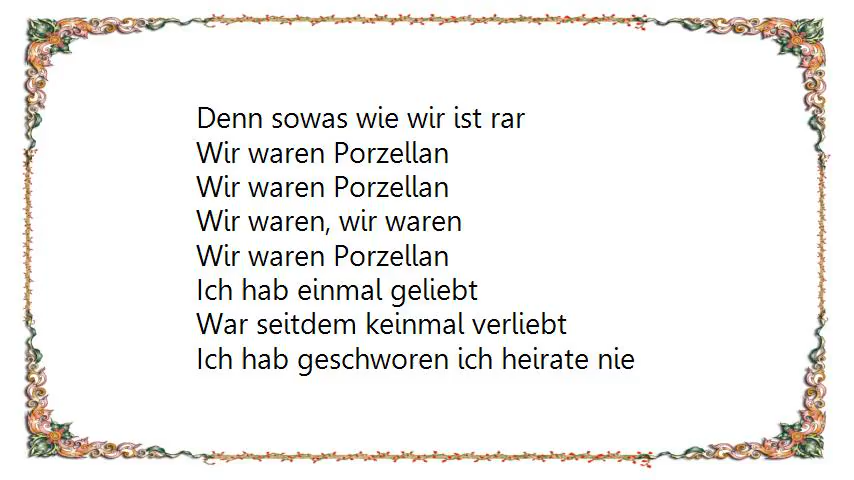 Denn sowas wie wir ist rar
Wir waren Porzellan
Wir waren Porzellan
Wir waren, wir waren
Wir waren Porzellan
Ich hab einmal geliebt
War seitdem keinmal verliebt
Ich hab geschworen ich heirate nie